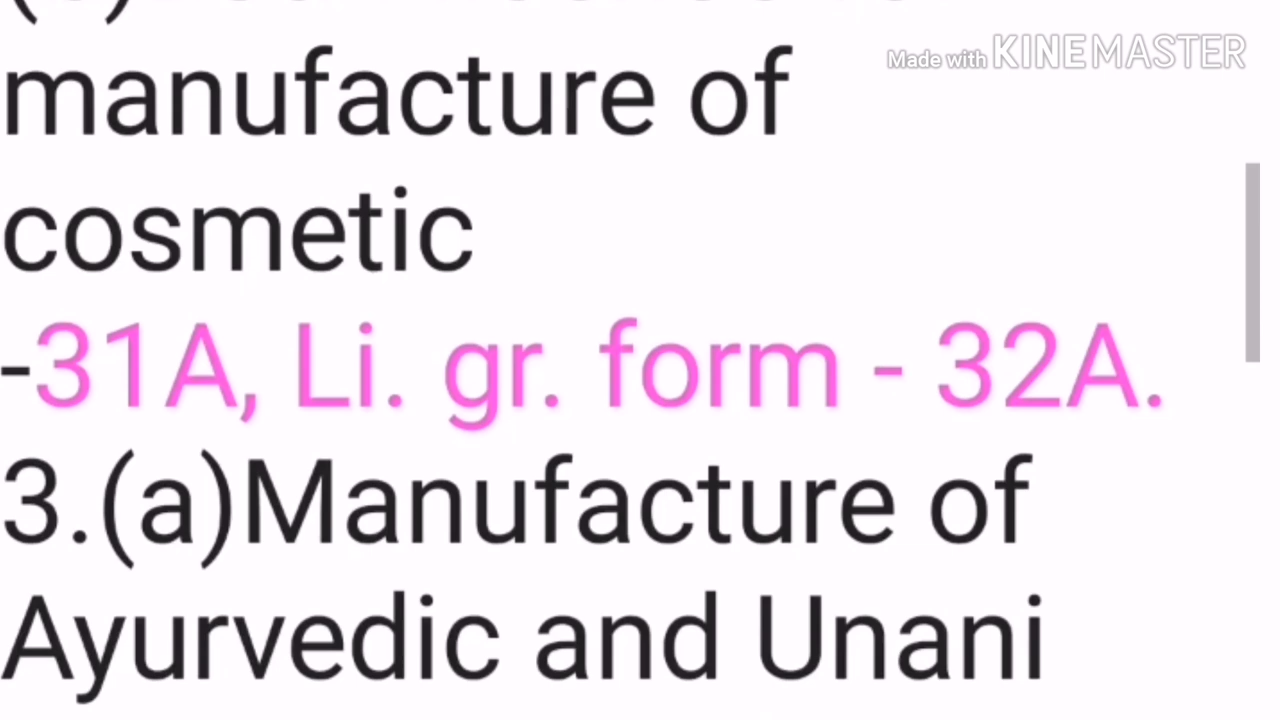 Made with KINEMASTER
manufacture of
cosmetic
-31A, Li. gr. form - 32A.
3.(a)Manufacture of
Ayurvedic and Unani